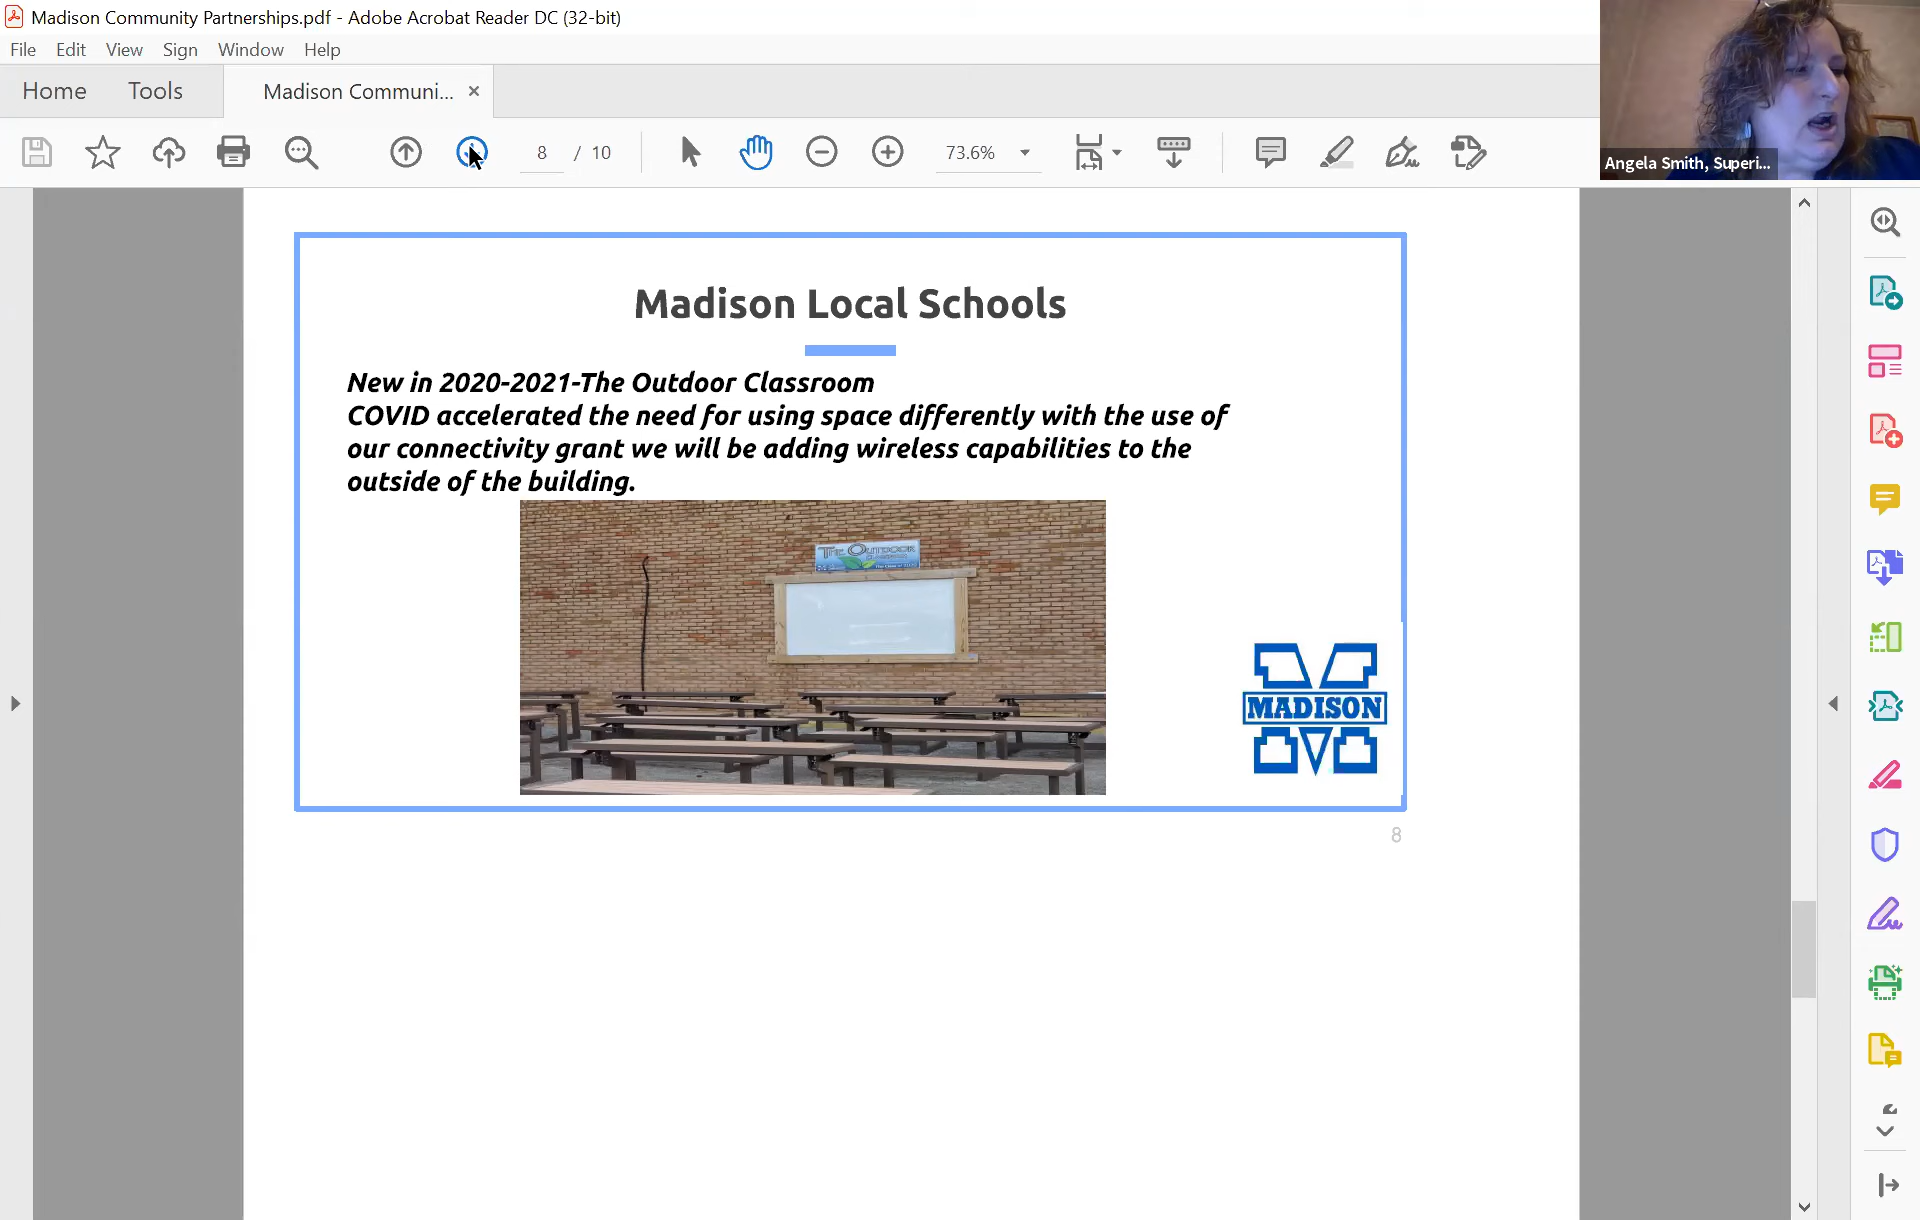 Madison Community Partnerships.pdf - Adobe Acrobat Reader DC (32-bit)
File Edit View Sign Window Help
Home Tools Madison Communi... ×
8 / 10 73.6%
Angela Smith, Superi...
Madison Local Schools
New in 2020-2021-The Outdoor Classroom
COVID accelerated the need for using space differently with the use of
our connectivity grant we will be adding wireless capabilities to the
outside of the building.
THE OUTDOOR
MADISON
8